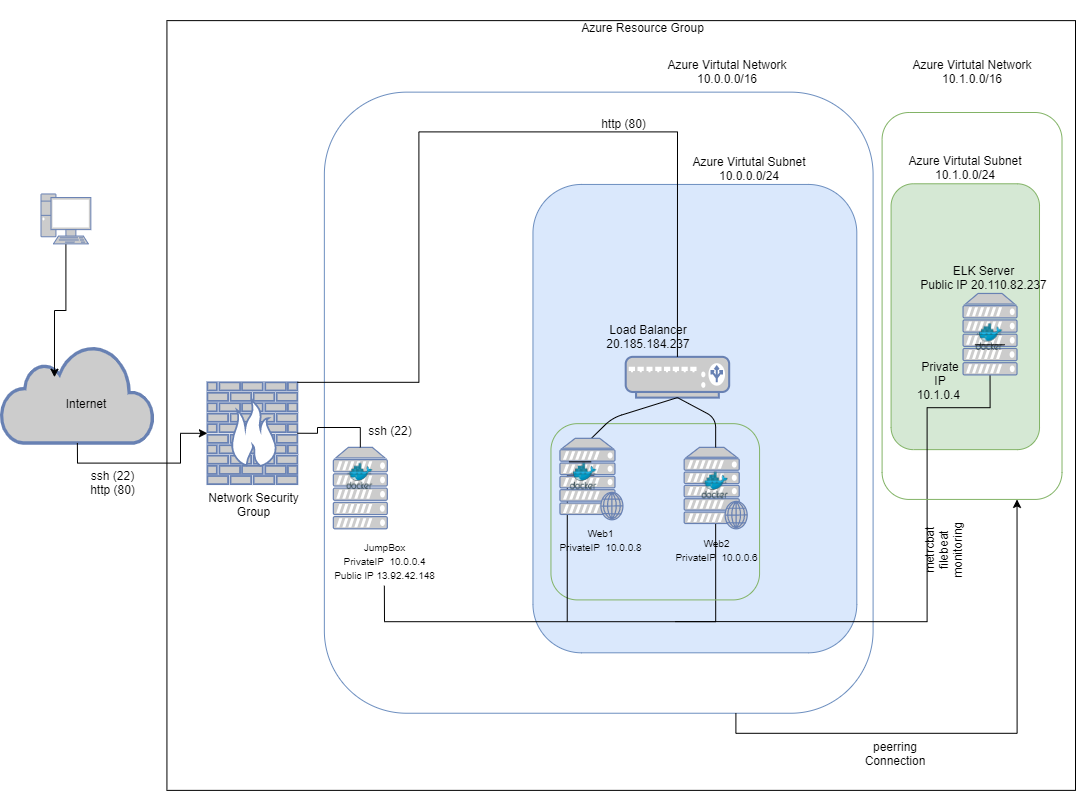 Azure Resource Group
Azure Virtutal Network
10.0.0.0/16
Azure Virtutal Network
10.1.0.0/16
http (80)
Azure Virtutal Subnet
10.0.0.0/24
Azure Virtutal Subnet
10.1.0.0/24
ELK Server
Public IP 20.110.82.237
docker
Private
IP
10.1.0.4
Load Balancer
20.185.184.237
Internet
ssh (22)
http (80)
Network Security
Group
ssh (22)
docker
JumpBox
PrivateIP 10.0.0.4
Public IP 13.92.42.148
docker
Web1
PrivateIP 10.0.0.8
docker
Web2
PrivateIP 10.0.0.6
metrcbat
filebeat
monitoring
peerring
Connection